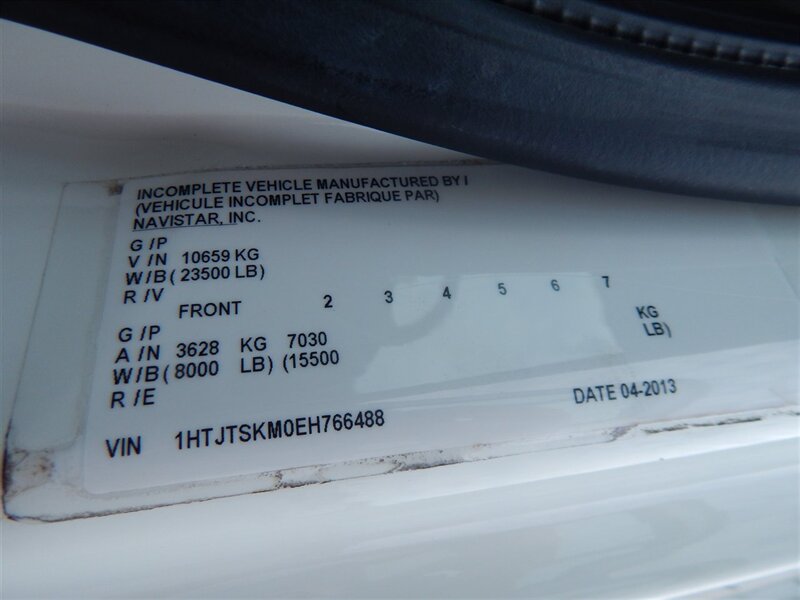 INCOMPLETE VEHICLE MANUFACTURED BY I
(VEHICULE INCOMPLET FABRIQUE PAR)
NAVISTAR, INC.
G /P
V /N 10659 KG
W/B ( 23500 LB)
R /V
FRONT 2 3 4 5 6 7
G /P
A /N 3628 KG 7030 KG
W/B ( 8000 LB) (15500 LB)
R /E
VIN 1HTJTSKM0EH766488 DATE 04-2013